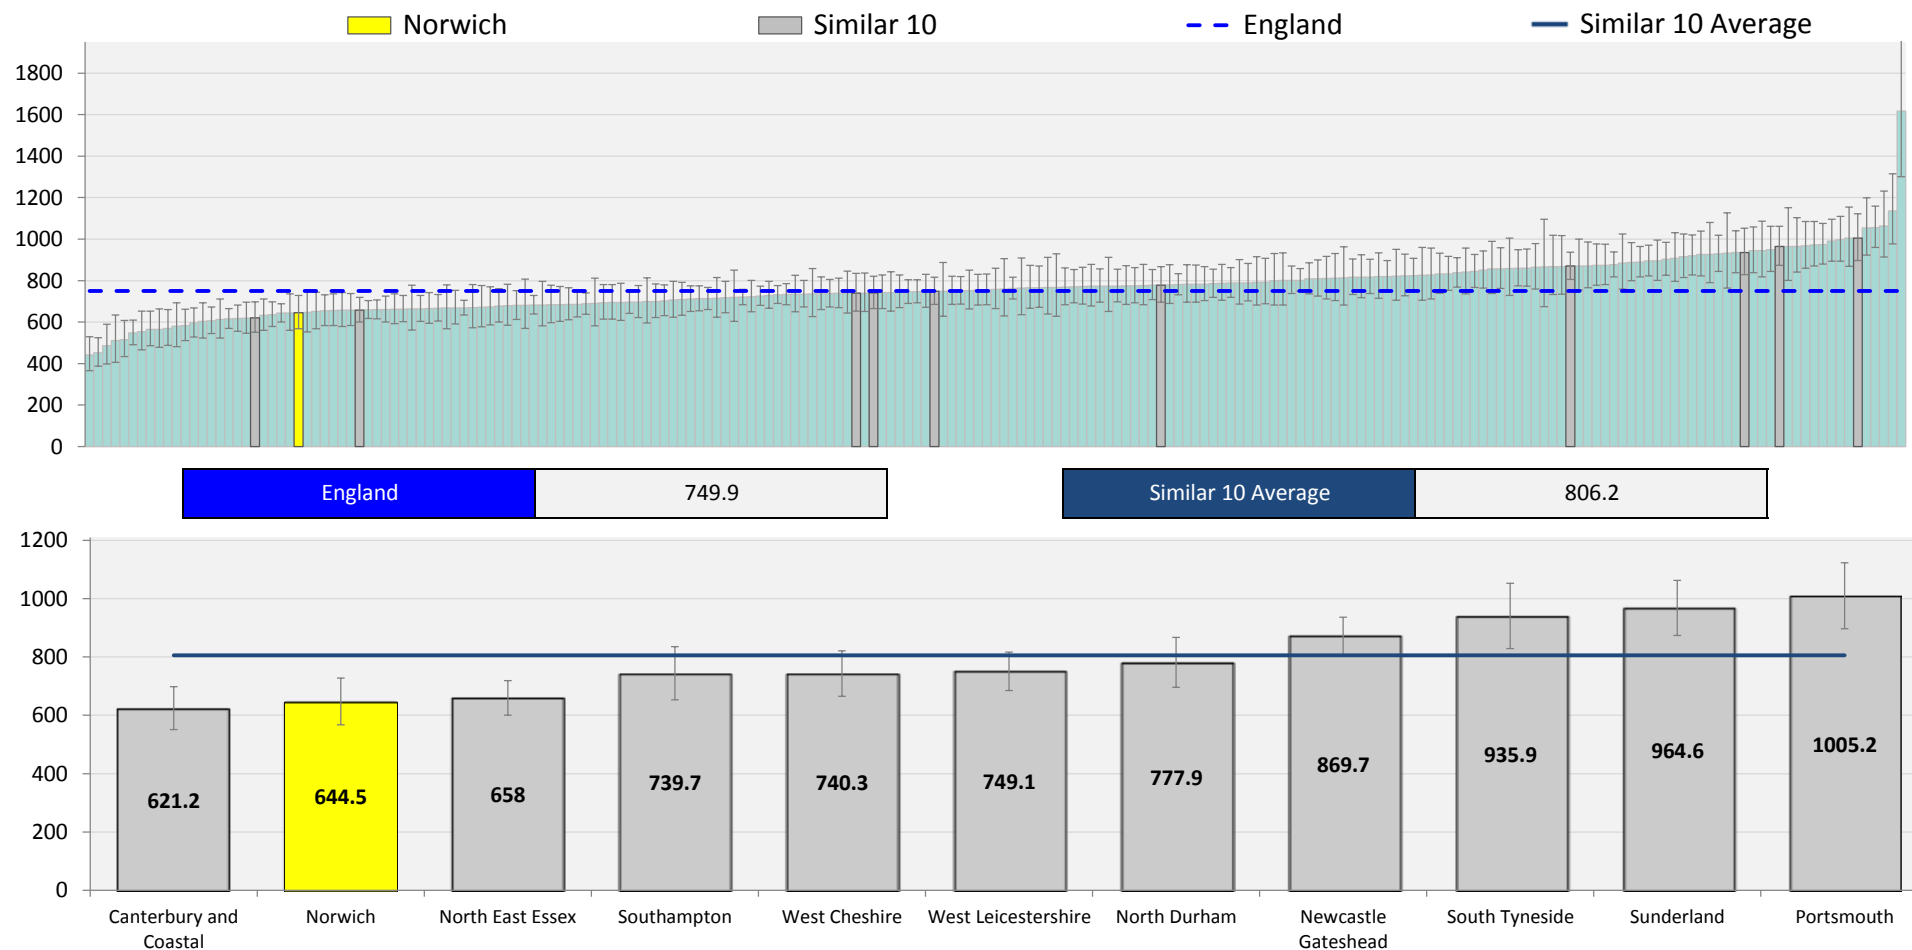 Norwich
Similar 10
England
Similar 10 Average
1800
1600
1400
1200
1000
800
600
400
200
0
England 749.9
Similar 10 Average 806.2
1200
1000
800
600
400
200
0
621.2
644.5
658
739.7
740.3
749.1
777.9
869.7
935.9
964.6
1005.2
Canterbury and
Coastal
Norwich
North East Essex
Southampton
West Cheshire
West Leicestershire
North Durham
Newcastle
Gateshead
South Tyneside
Sunderland
Portsmouth